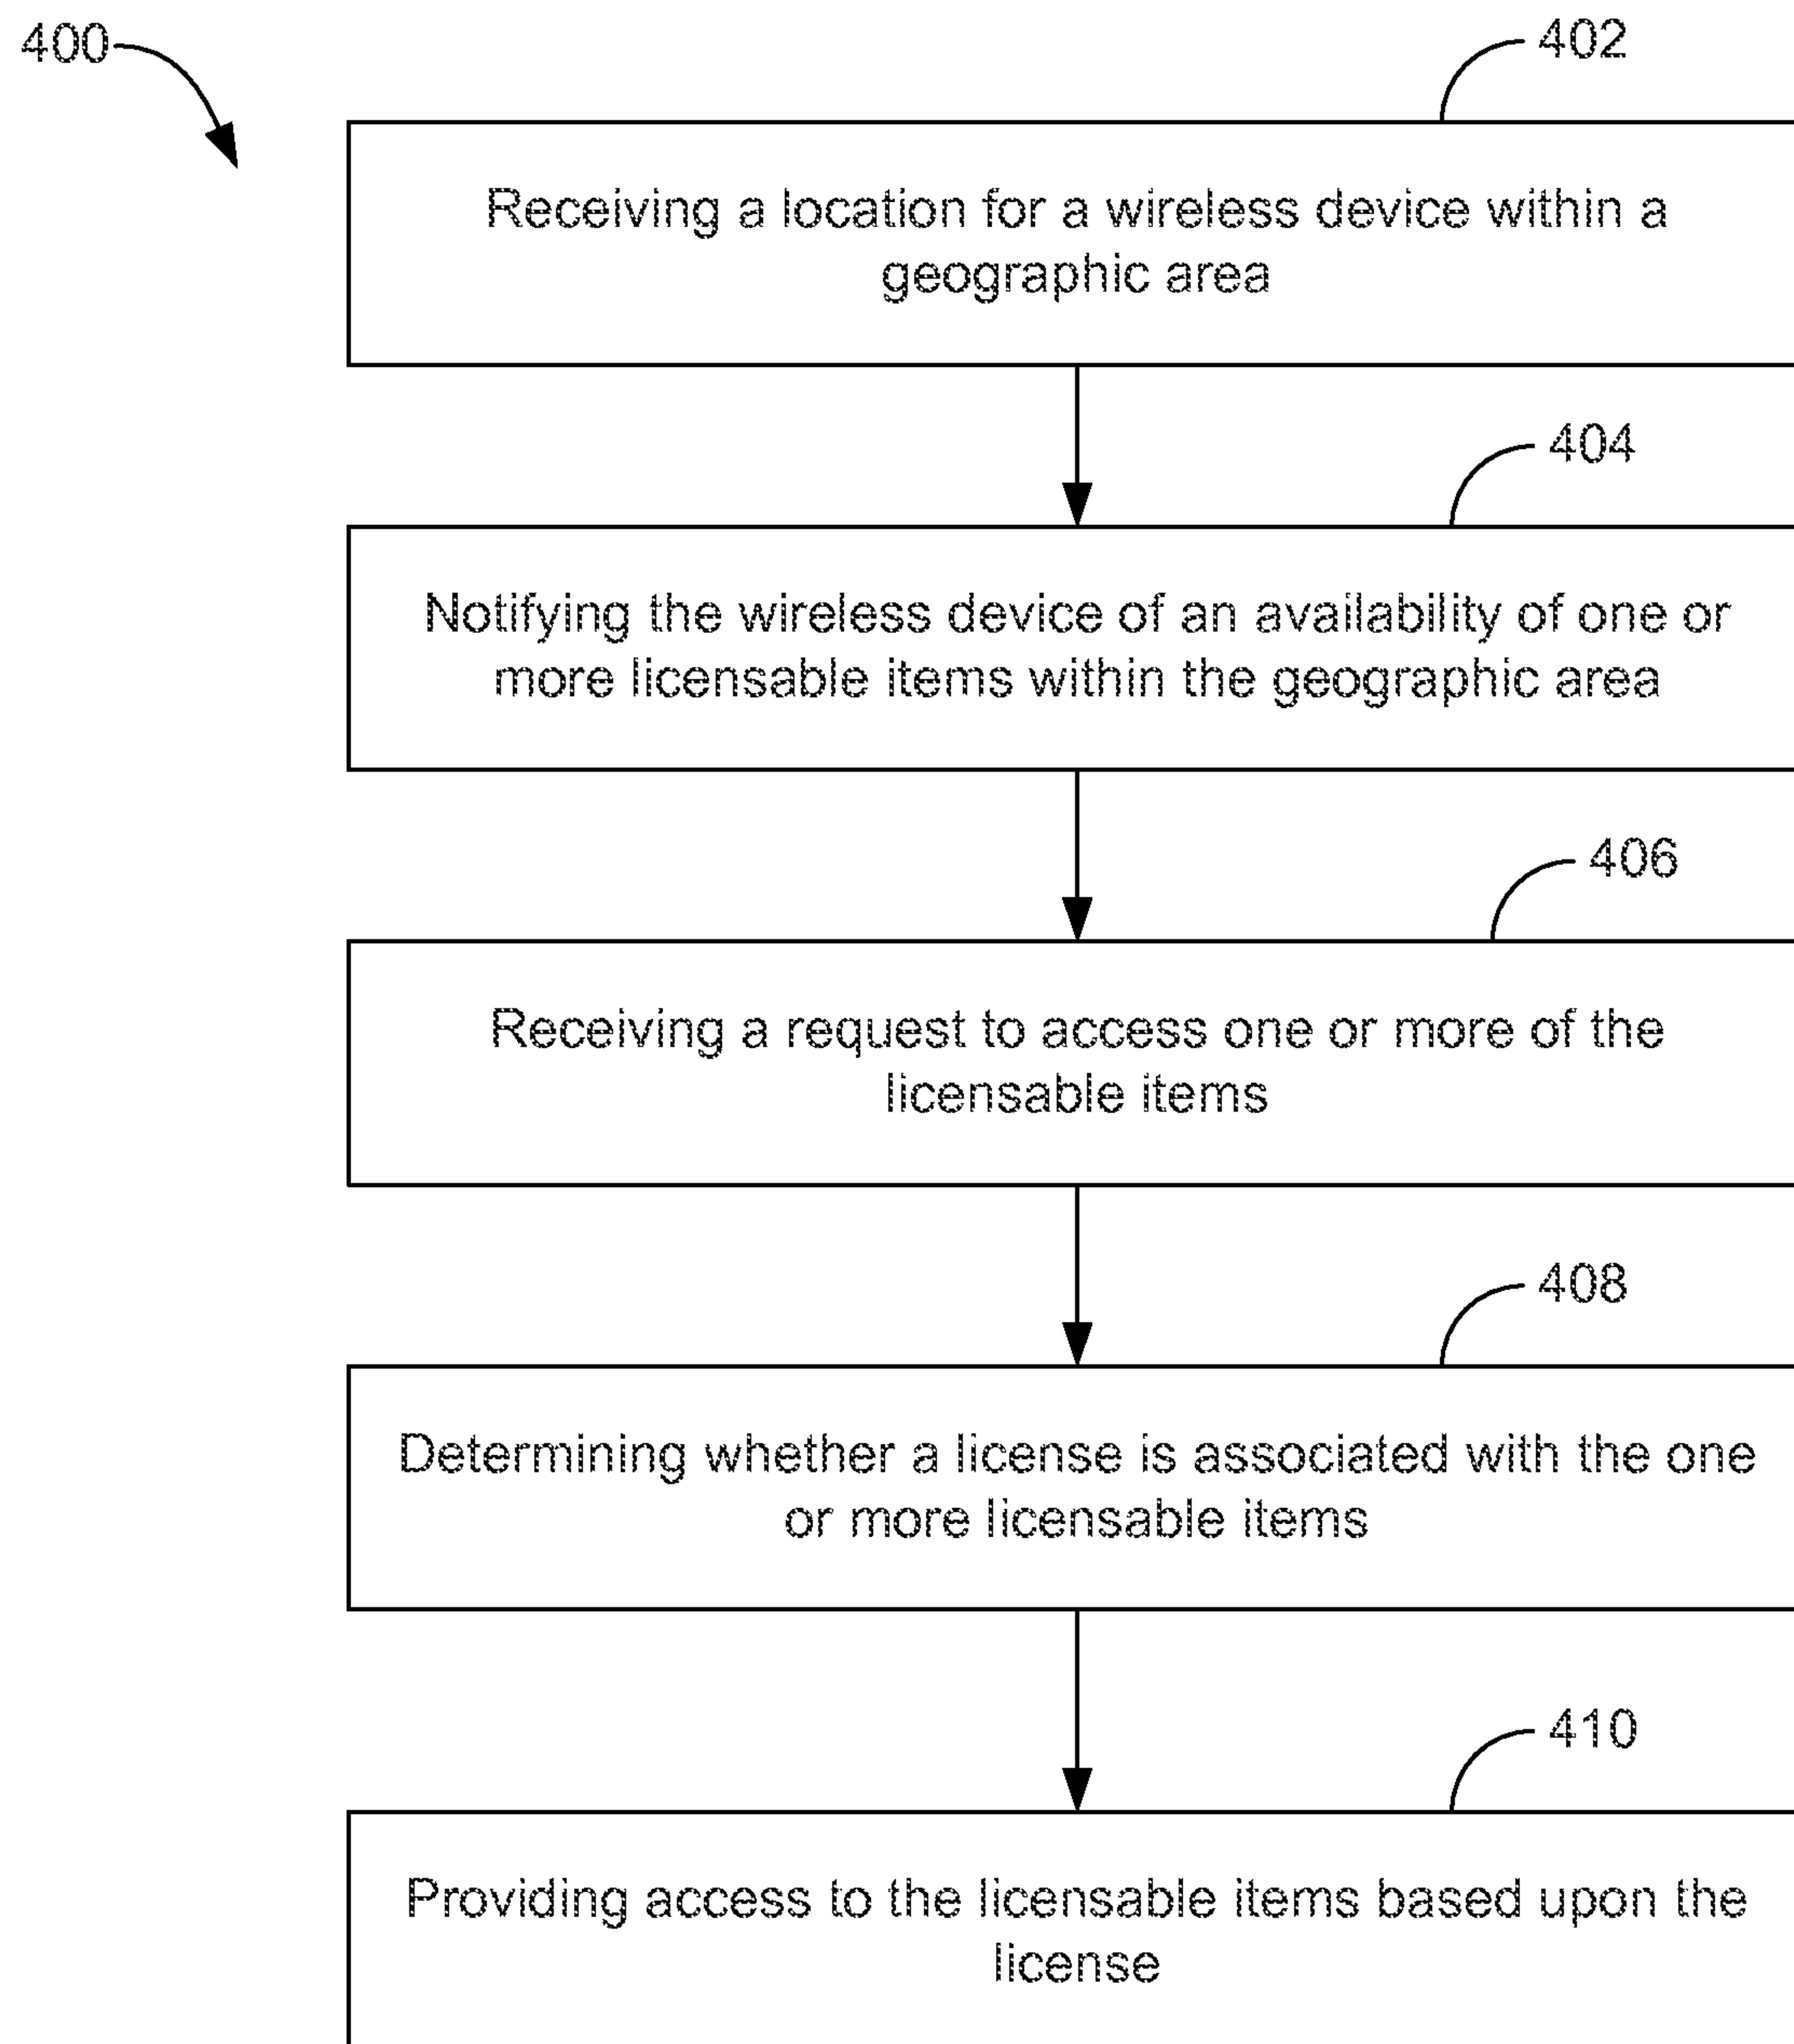 400
402
Receiving a location for a wireless device within a
geographic area
404
Notifying the wireless device of an availability of one or
more licensable items within the geographic area
406
Receiving a request to access one or more of the
licensable items
408
Determining whether a license is associated with the one
or more licensable items
410
Providing access to the licensable items based upon the
license